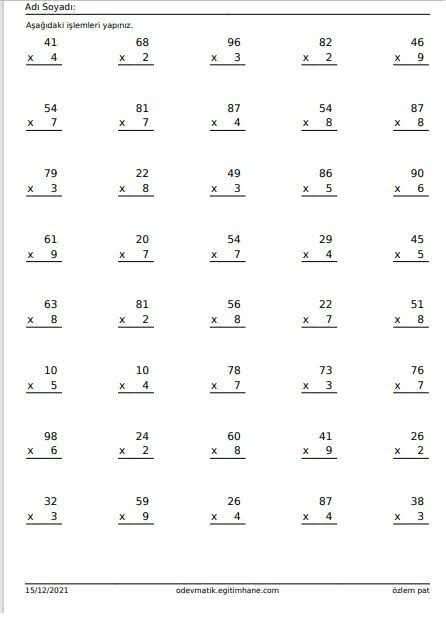 Adı Soyadı:
Aşağıdaki işlemleri yapınız.
41 68 96 82 46
x 4 x 2 x 3 x 2 x 9
54 81 87 54 87
x 7 x 7 x 4 x 8 x 8
79 22 49 86 90
x 3 x 8 x 3 x 5 x 6
61 20 54 29 45
x 9 x 7 x 7 x 4 x 5
63 81 56 22 51
x 8 x 2 x 8 x 7 x 8
10 10 78 73 76
x 5 x 4 x 7 x 3 x 7
98 24 60 41 26
x 6 x 2 x 8 x 9 x 2
32 59 26 87 38
x 3 x 9 x 4 x 4 x 3
15/12/2021 odevmatik.egitimhane.com özlem pat